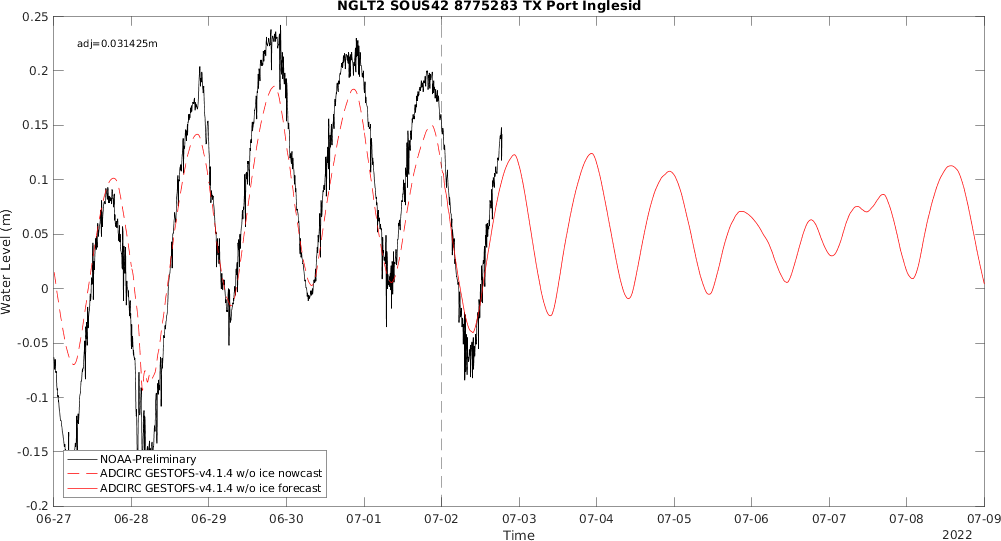 NGLT2 SOUS42 8775283 TX Port Inglesid
adj=0.031425m
0.25
0.2
0.15
0.1
0.05
0
-0.05
-0.1
-0.15
-0.2
Water Level (m)
NOAA-Preliminary
ADCIRC GESTOFS-v4.1.4 w/o ice nowcast
ADCIRC GESTOFS-v4.1.4 w/o ice forecast
06-27 06-28 06-29 06-30 07-01 07-02 07-03 07-04 07-05 07-06 07-07 07-08 07-09
2022
Time